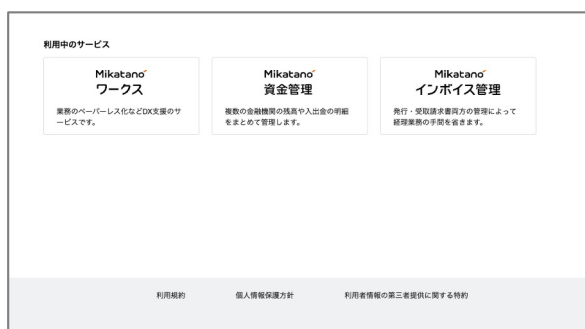 利用中のサービス
Mikatano
ワークス
業務のペーパーレス化などDX支援のサ
ービスです。
Mikatano
資金管理
複数の金融機関の残高や入出金の明細
をまとめて管理します。
Mikatano
インボイス管理
発行・受取請求書両方の管理によって
経理業務の手間を省きます。
利用規約 個人情報保護方針 利用者情報の第三者提供に関する特約